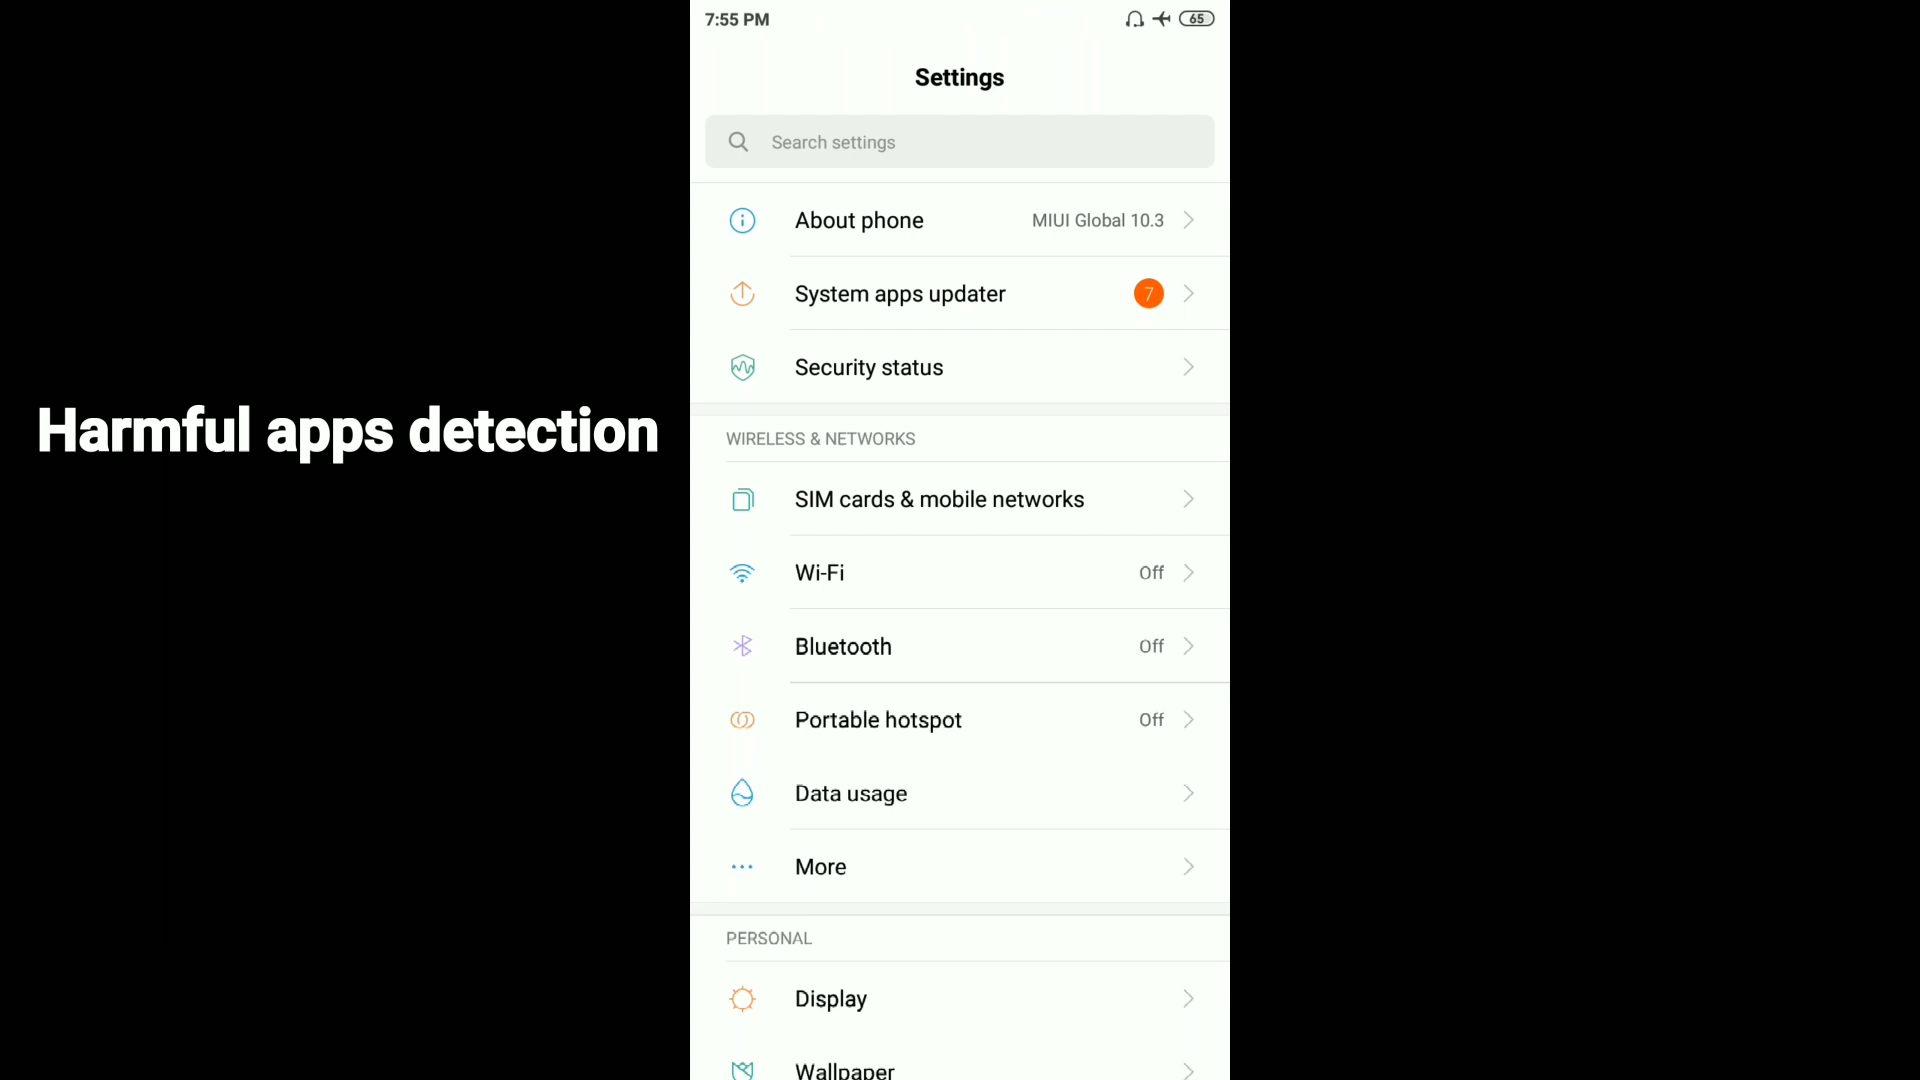 7:55 PM
65
Settings
Search settings
About phone
MIUI Global 10.3
System apps updater
7
Security status
Harmful apps detection
WIRELESS & NETWORKS
SIM cards & mobile networks
Wi-Fi
Off
Bluetooth
Off
Portable hotspot
Off
Data usage
More
PERSONAL
Display
Wallpaper